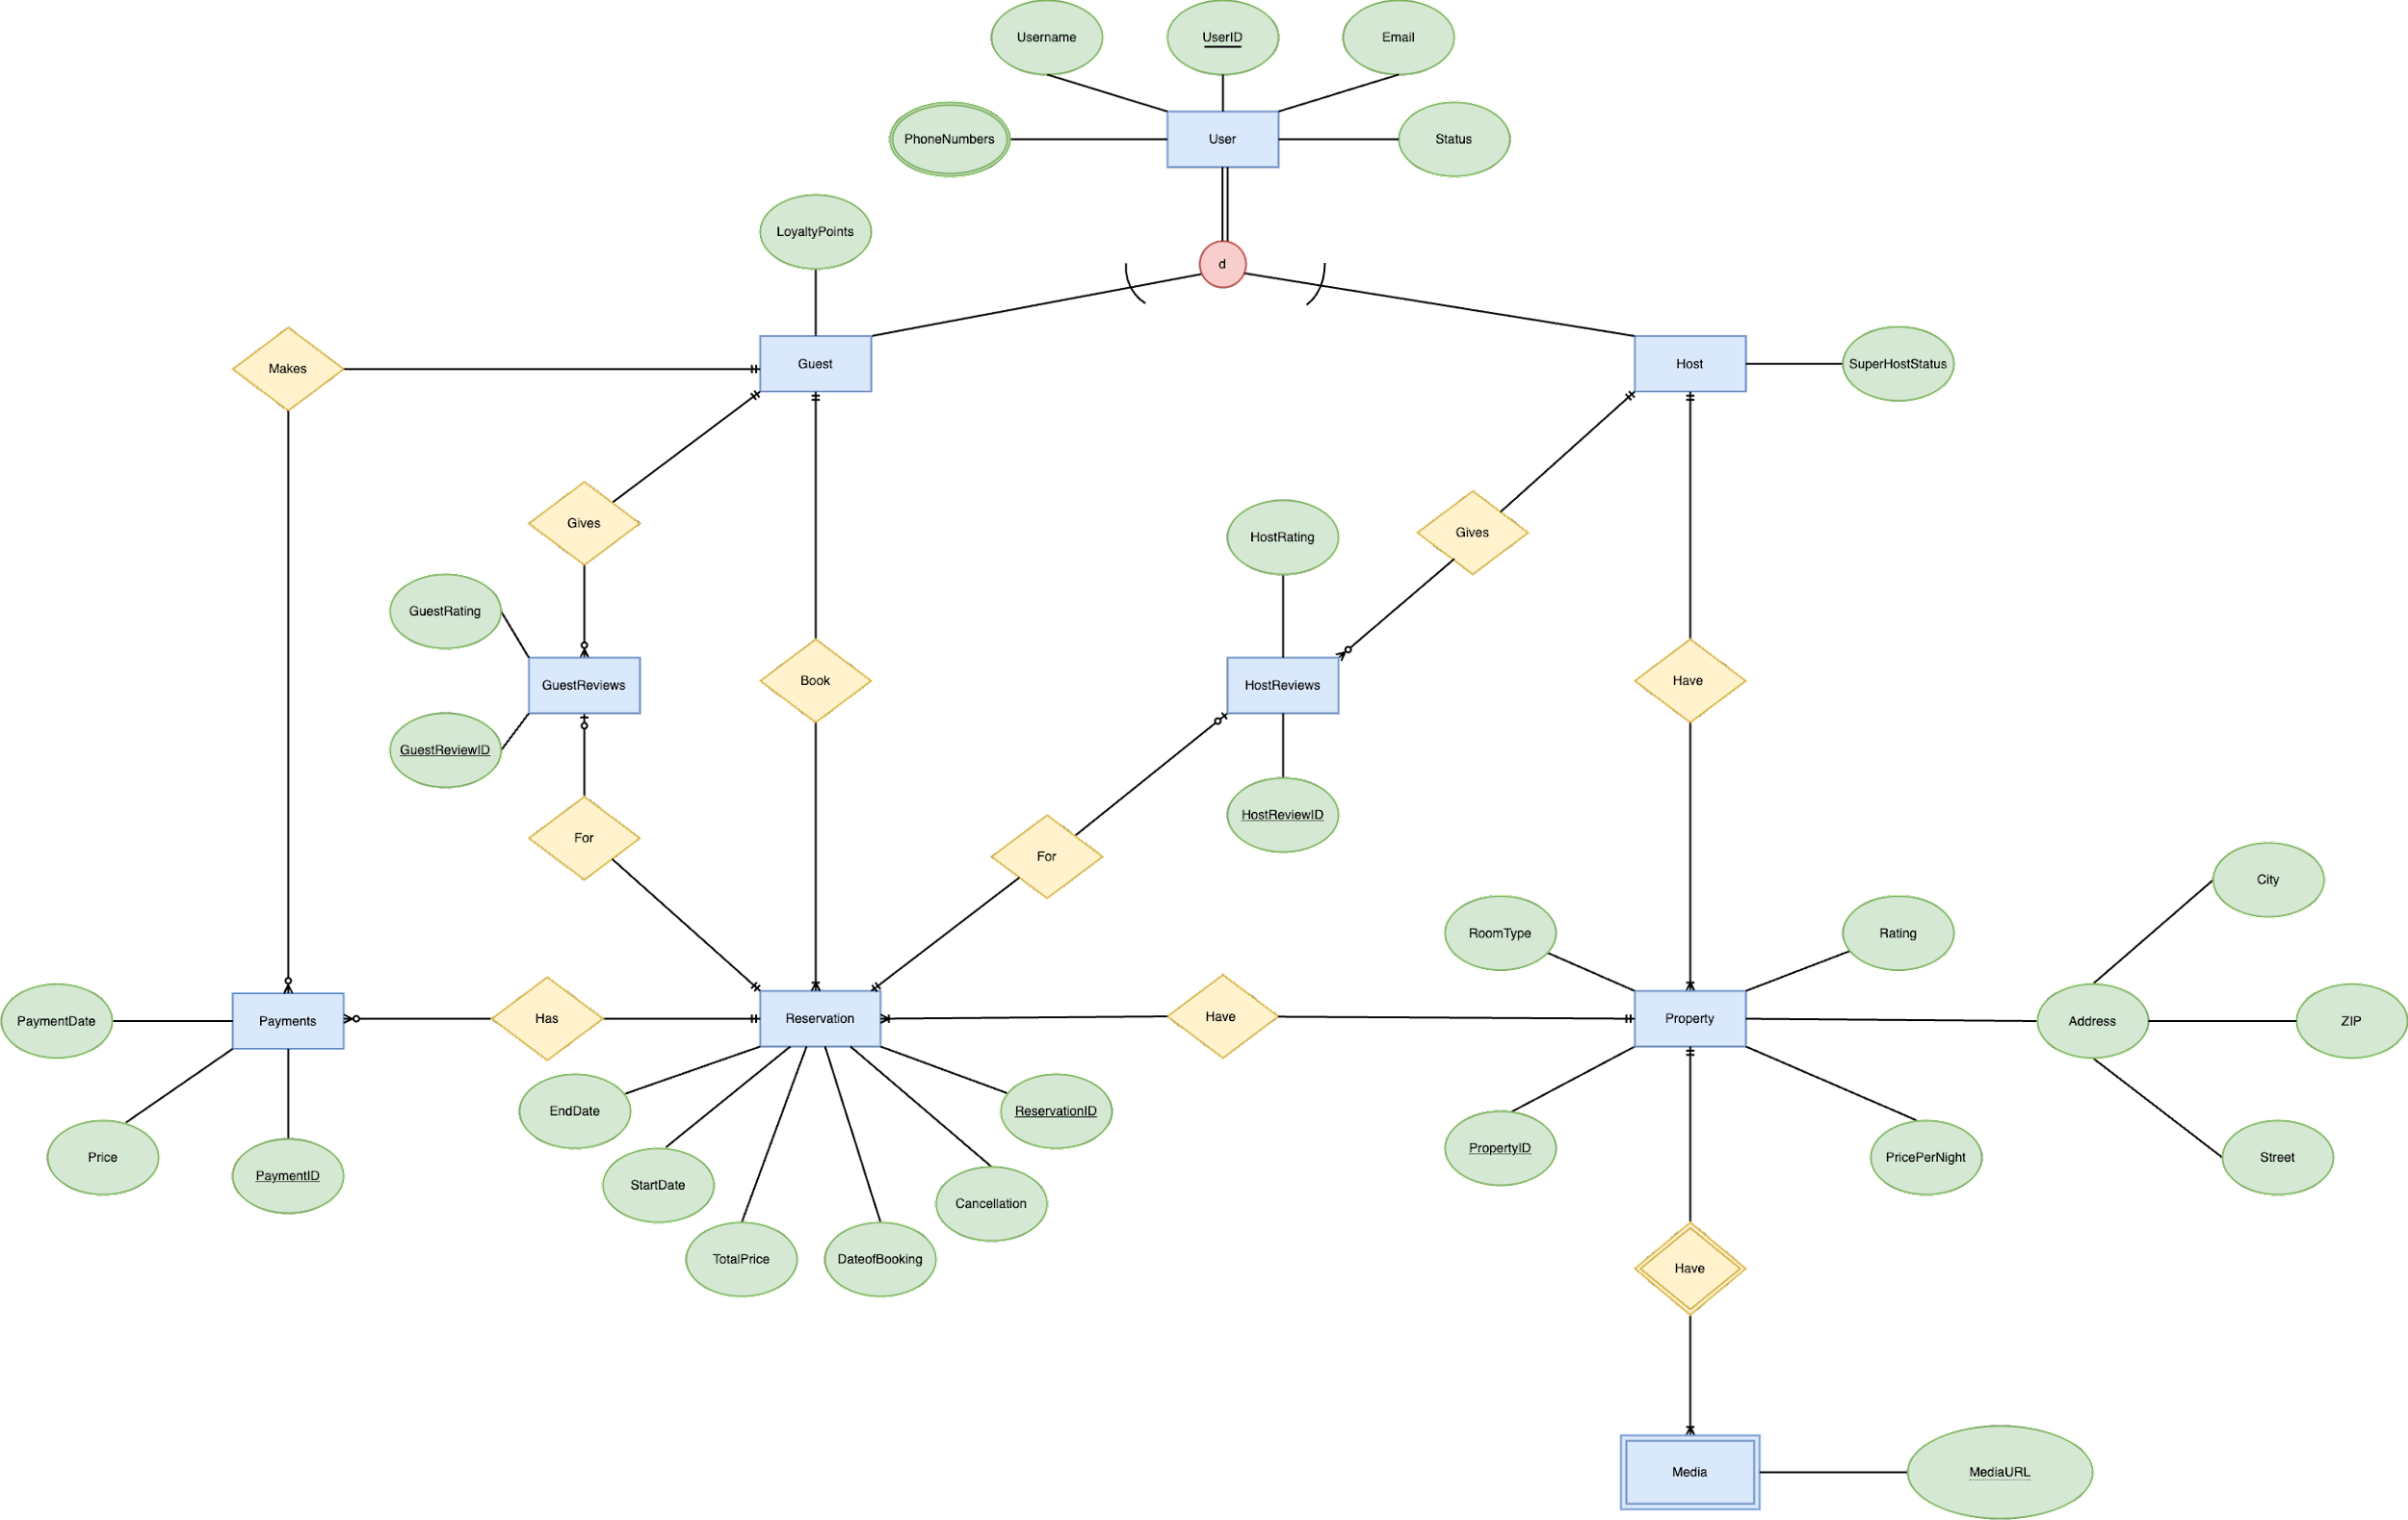 Username
UserID
Email
PhoneNumbers
User
Status
LoyaltyPoints
d
Makes
Guest
Host
SuperHostStatus
Gives
HostRating
Gives
GuestRating
GuestReviews
Book
HostReviews
Have
GuestReviewID
HostReviewID
For
For
City
RoomType
Rating
PaymentDate
Payments
Has
Reservation
Have
Property
Address
ZIP
EndDate
ReservationID
PropertyID
Price
PaymentID
StartDate
Cancellation
PricePerNight
Street
TotalPrice
DateofBooking
Have
Media
MediaURL